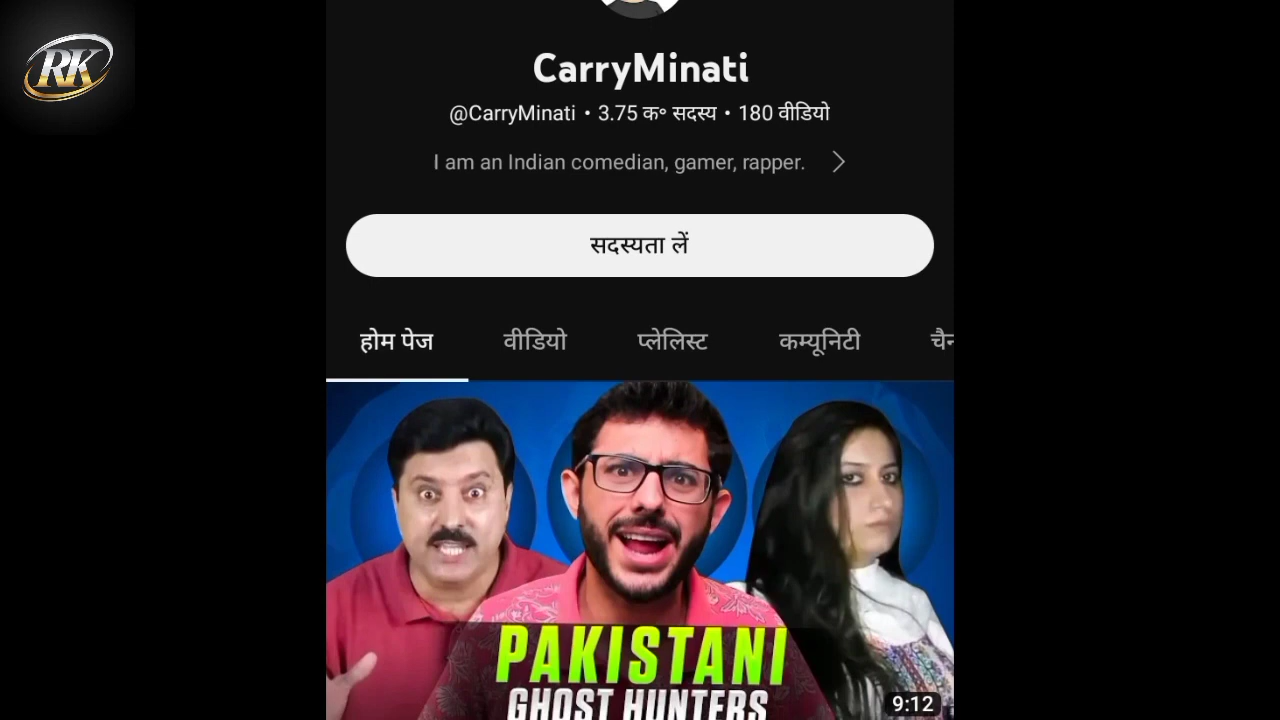 RK
CarryMinati
@CarryMinati • 3.75 क॰ सदस्य • 180 वीडियो
I am an Indian comedian, gamer, rapper.
सदस्यता लें
होम पेज वीडियो प्लेलिस्ट कम्यूनिटी
PAKISTANI
GHOST HUNTERS
9:12